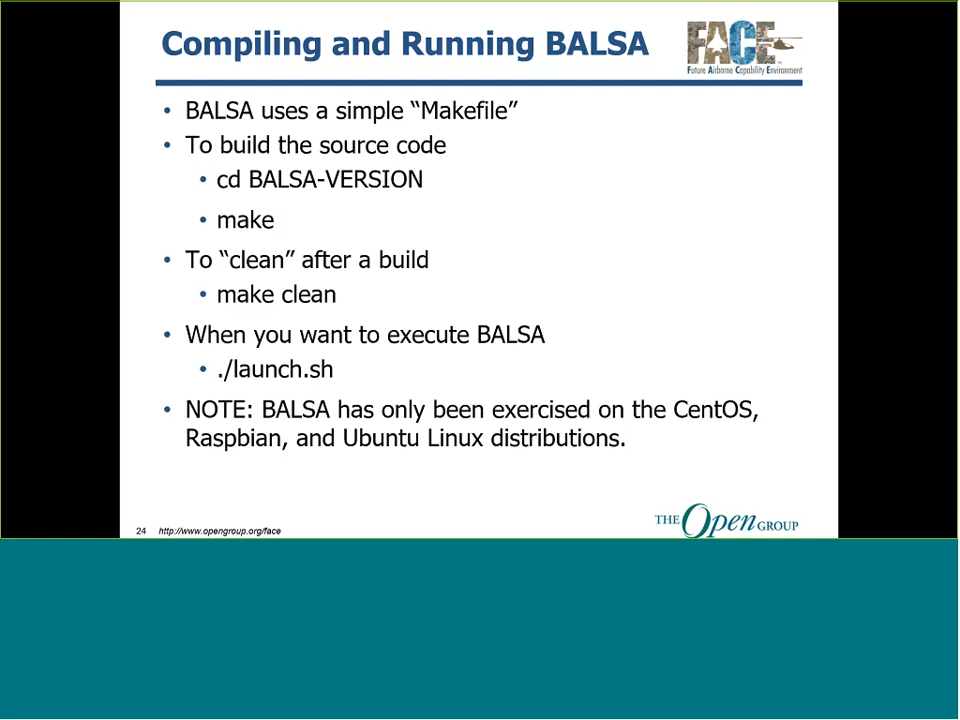 Compiling and Running BALSA
FACE
Future Airborne Capability Environment
• BALSA uses a simple “Makefile”
• To build the source code
• cd BALSA-VERSION
• make
• To “clean” after a build
• make clean
• When you want to execute BALSA
• ./launch.sh
• NOTE: BALSA has only been exercised on the CentOS,
Raspbian, and Ubuntu Linux distributions.
24 http://www.opengroup.org/face
THE Open GROUP